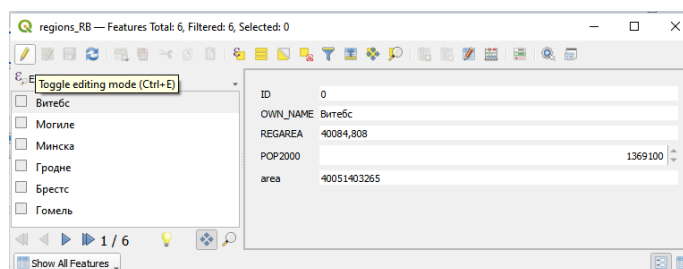 regions_RB — Features Total: 6, Filtered: 6, Selected: 0
E
Toggle editing mode (Ctrl+E)
Витебс
Могиле
Минска
Гродне
Брестс
Гомель
ID 0
OWN_NAME Витебс
REGAREA 40084,808
POP2000 1369100
area 40051403265
1 / 6
Show All Features